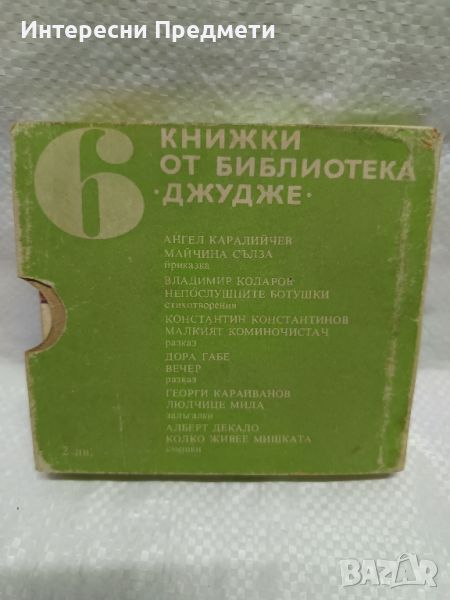 Интересни Предмети
6
КНИЖКИ
ОТ БИБЛИОТЕКА
·ДЖУДЖЕ·
АНГЕЛ КАРАЛИЙЧЕВ
МАЙЧИНА СЪЛЗА
приказка
ВЛАДИМИР КОЛАРОВ
НЕПОСЛУШНИТЕ БОТУШКИ
стихотворения
КОНСТАНТИН КОНСТАНТИНОВ
МАЛКИЯТ КОМИНОЧИСТАЧ
разказ
ДОРА ГАБЕ
ВЕЧЕР
разказ
ГЕОРГИ КАРАИВАНОВ
ЛЮЛЧИЦЕ МИЛА
залъгалки
АЛБЕРТ ДЕКАЛО
КОЛКО ЖИВЕЕ МИШКАТА
2 лв.
BAZAR